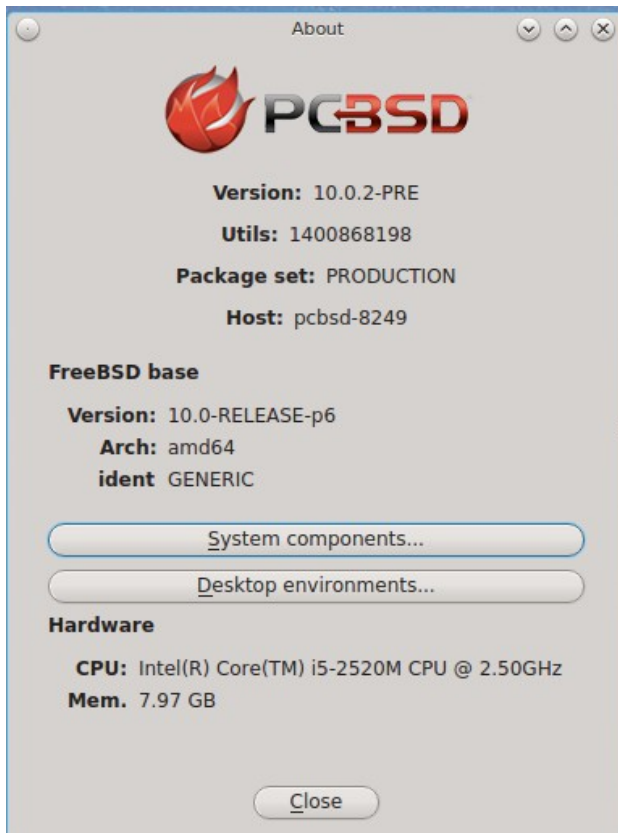 About
PCBSD
Version: 10.0.2-PRE
Utils: 1400868198
Package set: PRODUCTION
Host: pcbsd-8249
FreeBSD base
Version: 10.0-RELEASE-p6
Arch: amd64
ident GENERIC
System components...
Desktop environments...
Hardware
CPU: Intel(R) Core(TM) i5-2520M CPU @ 2.50GHz
Mem. 7.97 GB
Close